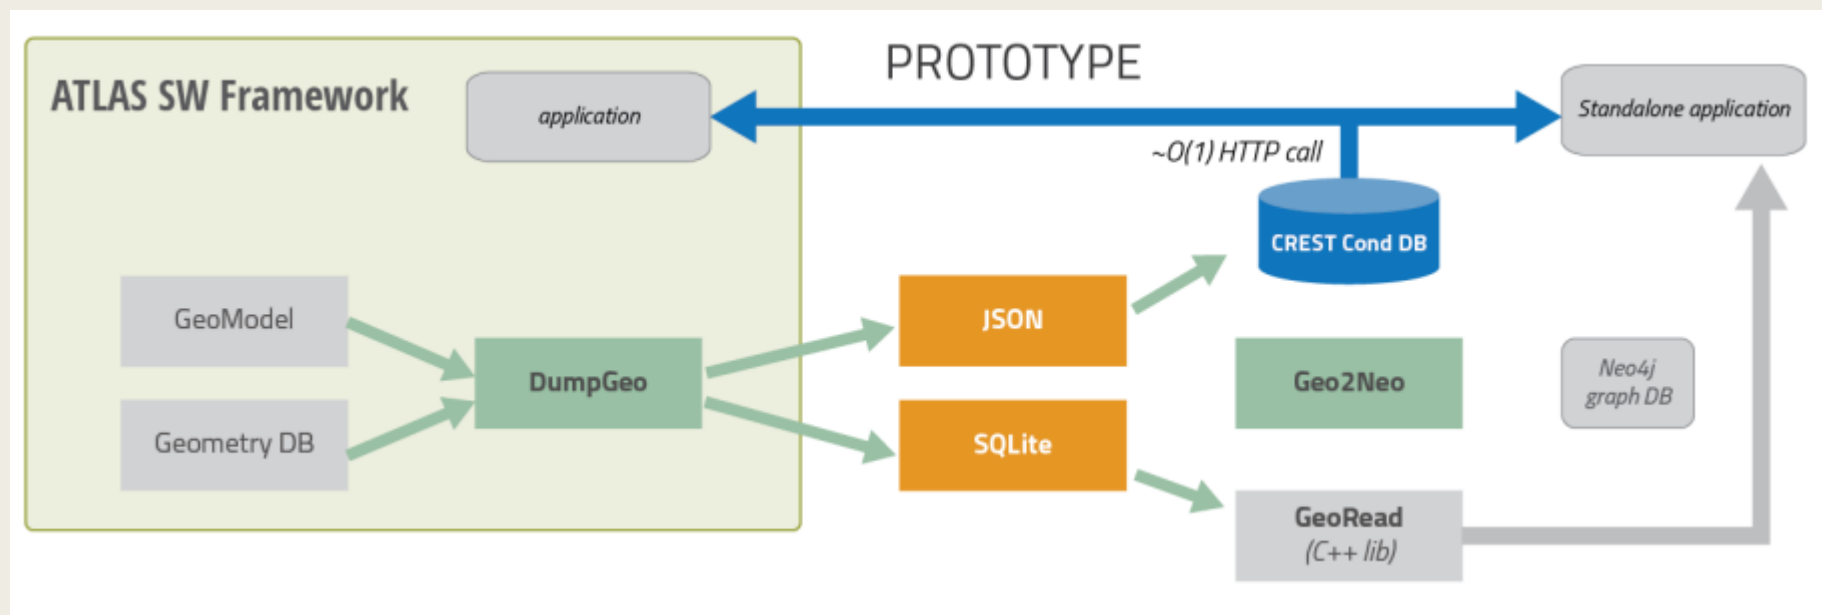 PROTOTYPE
ATLAS SW Framework
application
Standalone application
~O(1) HTTP call
CREST Cond DB
GeoModel
JSON
DumpGeo
Geo2Neo
Neo4j
graph DB
Geometry DB
SQLite
GeoRead
(C++ lib)